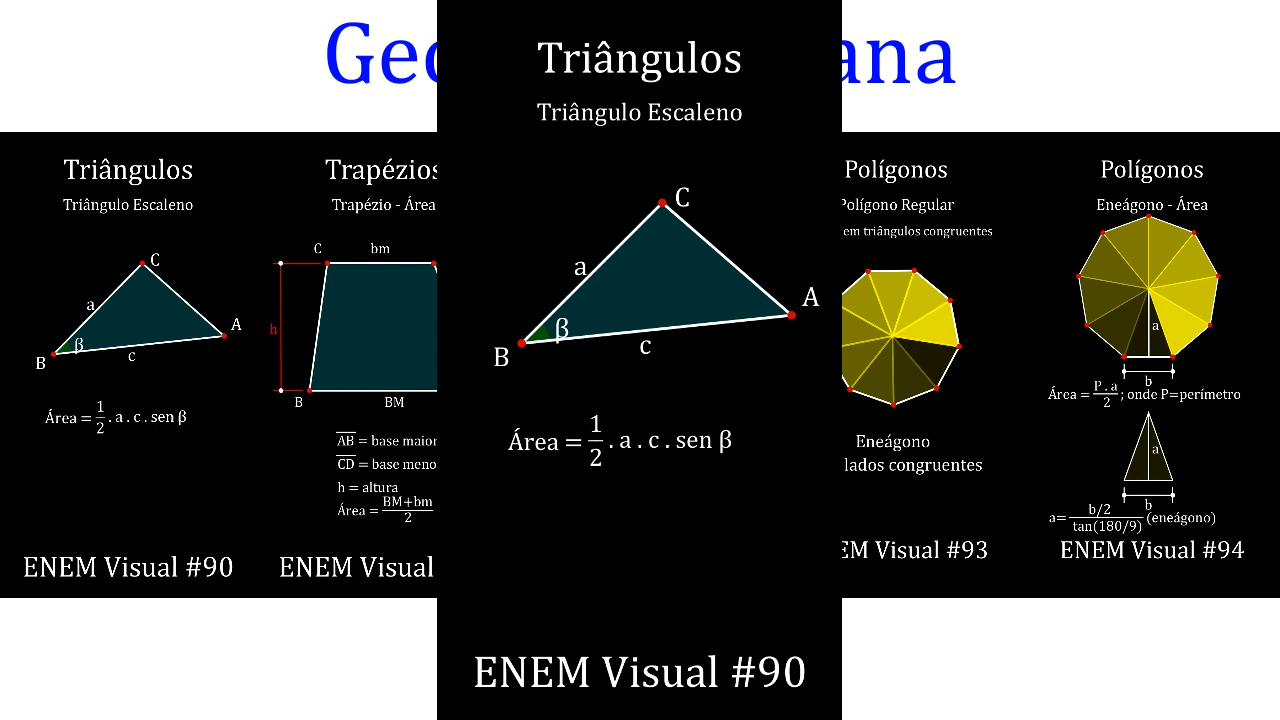 Geo
ana
Triângulos
Triângulo Escaleno
C
a
A
β
B
c
Área = 1/2 . a . c . sen β
ENEM Visual #90
Trapézios
Trapézio - Área
C
bm
h
B
BM
AB = base maior
CD = base meno
h = altura
Área = BM+bm/2
ENEM Visual
Triângulos
Triângulo Escaleno
C
a
A
β
B
c
Área = 1/2 . a . c . sen β
ENEM Visual #90
Polígonos
Polígono Regular
em triângulos congruentes
Eneágono
lados congruentes
EM Visual #93
Polígonos
Eneágono - Área
a
b
Área = P . a/2 ; onde P=perímetro
a
b
a= b/2/tan(180/9) (eneágono)
ENEM Visual #94